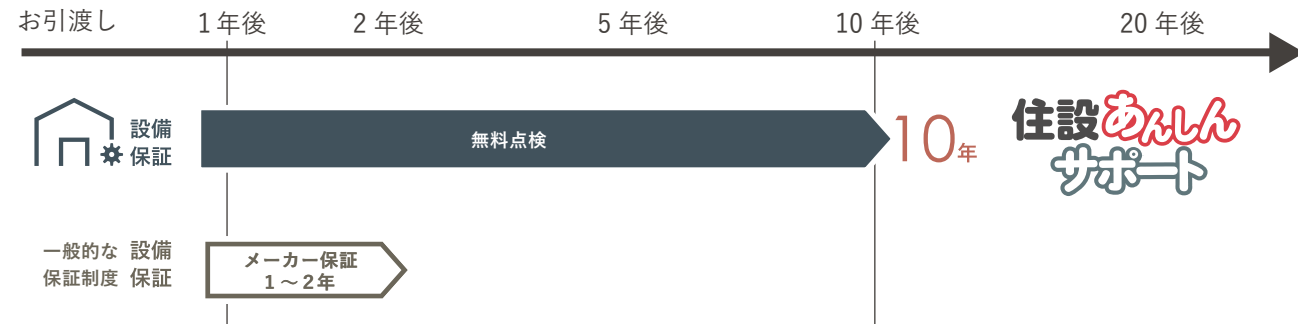 お引渡し 1 年後 2 年後 5 年後 10 年後 20 年後
設備
保証
無料点検
10年
住設あんしん
サポート
一般的な 設備
保証制度 保証
メーカー保証
1～2年